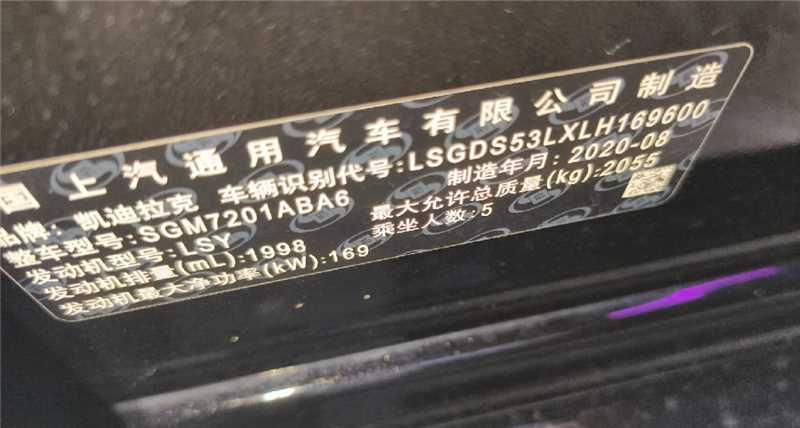 国 上汽通用汽车有限公司制造
品牌: 凯迪拉克 车辆识别代号:LSGDS53LXLH169600
整车型号:SGM7201ABA6 制造年月: 2020-08
发动机型号:LSY 最大允许总质量(kg):2055
发动机排量(mL):1998 乘坐人数:5
发动机最大净功率(kW):169